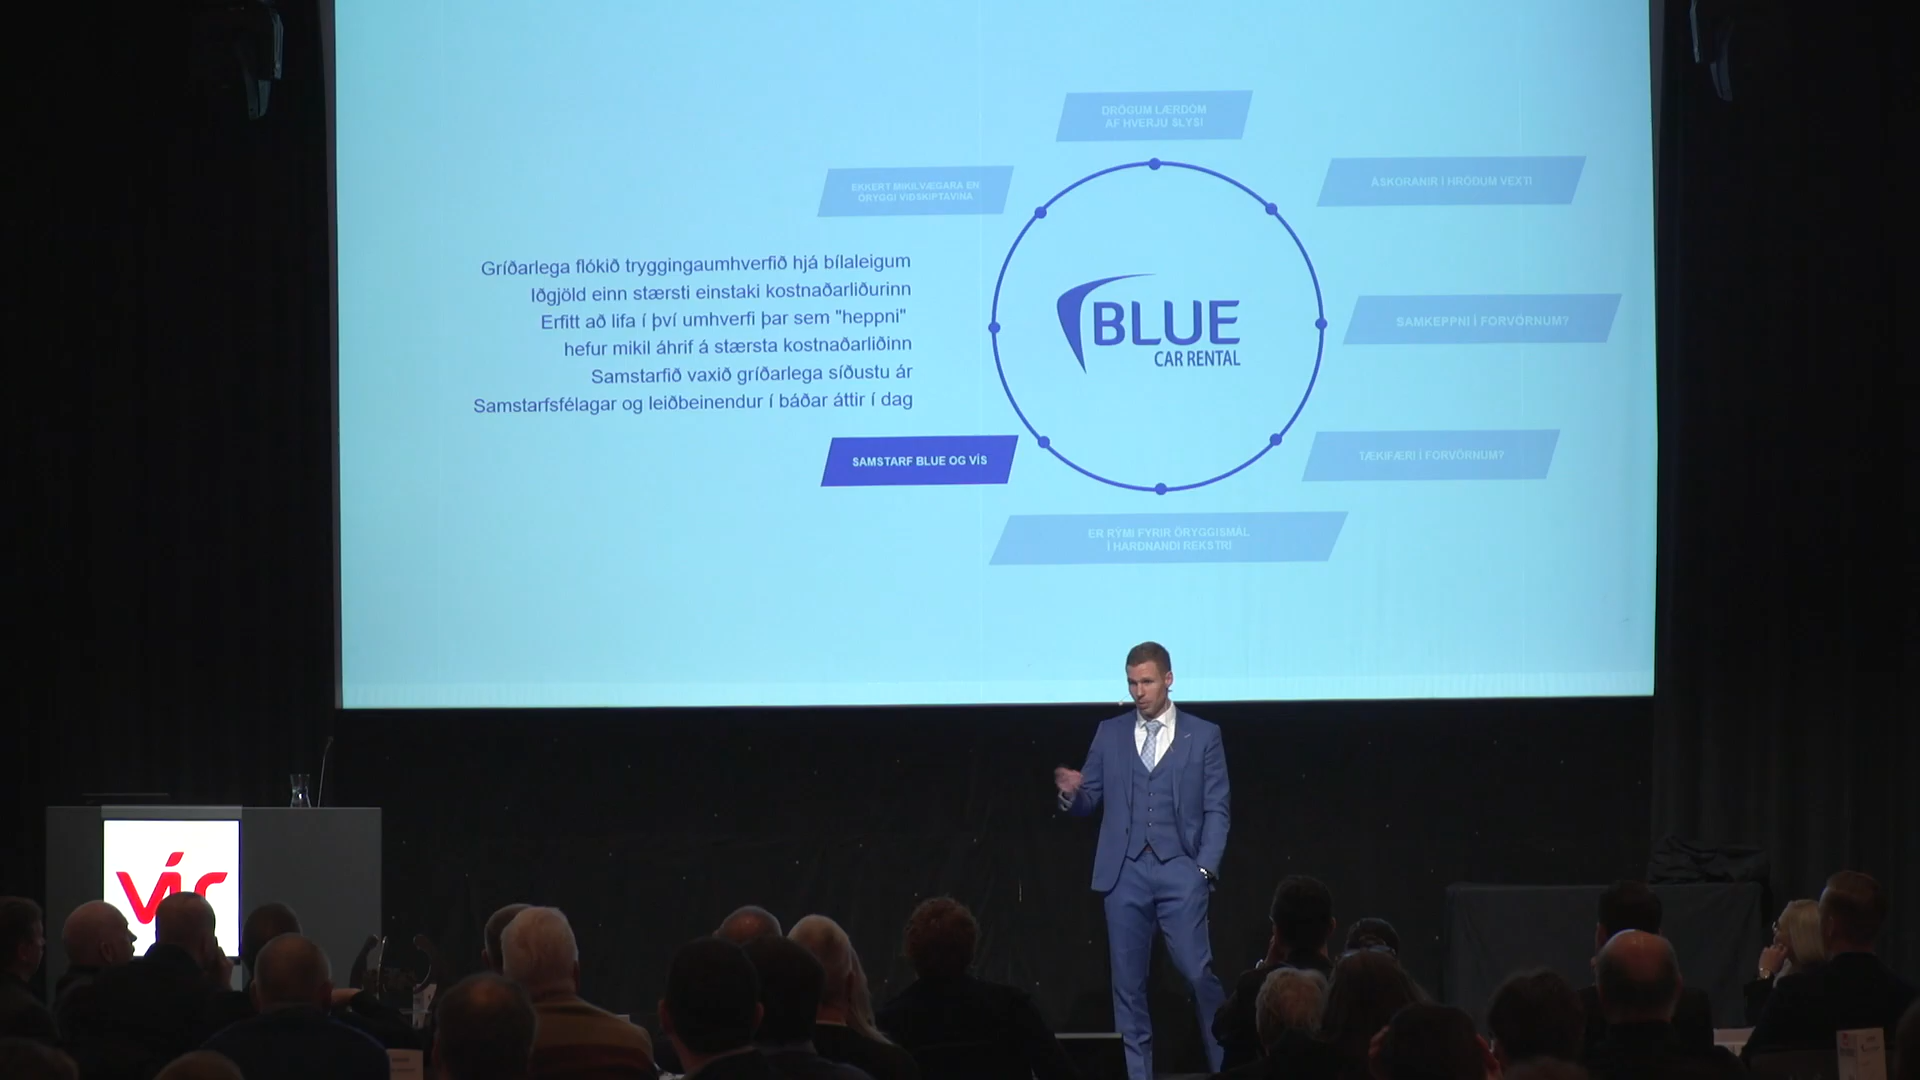 DRÖGUM LÆRDÓM
AF HVERJU SLYSI
EKKERT MIKILVÆGARA EN
ÖRYGGI VIÐSKIPTAVINA
ÁSKORANIR Í HRÖÐUM VEXTI
Gríðarlega flókið tryggingaumhverfið hjá bílaleigum
Iðgjöld einn stærsti einstaki kostnaðarliðurinn
Erfitt að lifa í því umhverfi þar sem "heppni"
hefur mikil áhrif á stærsta kostnaðarliðinn
Samstarfið vaxið gríðarlega síðustu ár
Samstarfsfélagar og leiðbeinendur í báðar áttir í dag
BLUE
CAR RENTAL
SAMKEPPNI Í FORVÖRNUM?
SAMSTARF BLUE OG VÍS
TÆKIFÆRI Í FORVÖRNUM?
ER RÝMI FYRIR ÖRYGGISMÁL
Í HARÐNANDI REKSTRI
vís